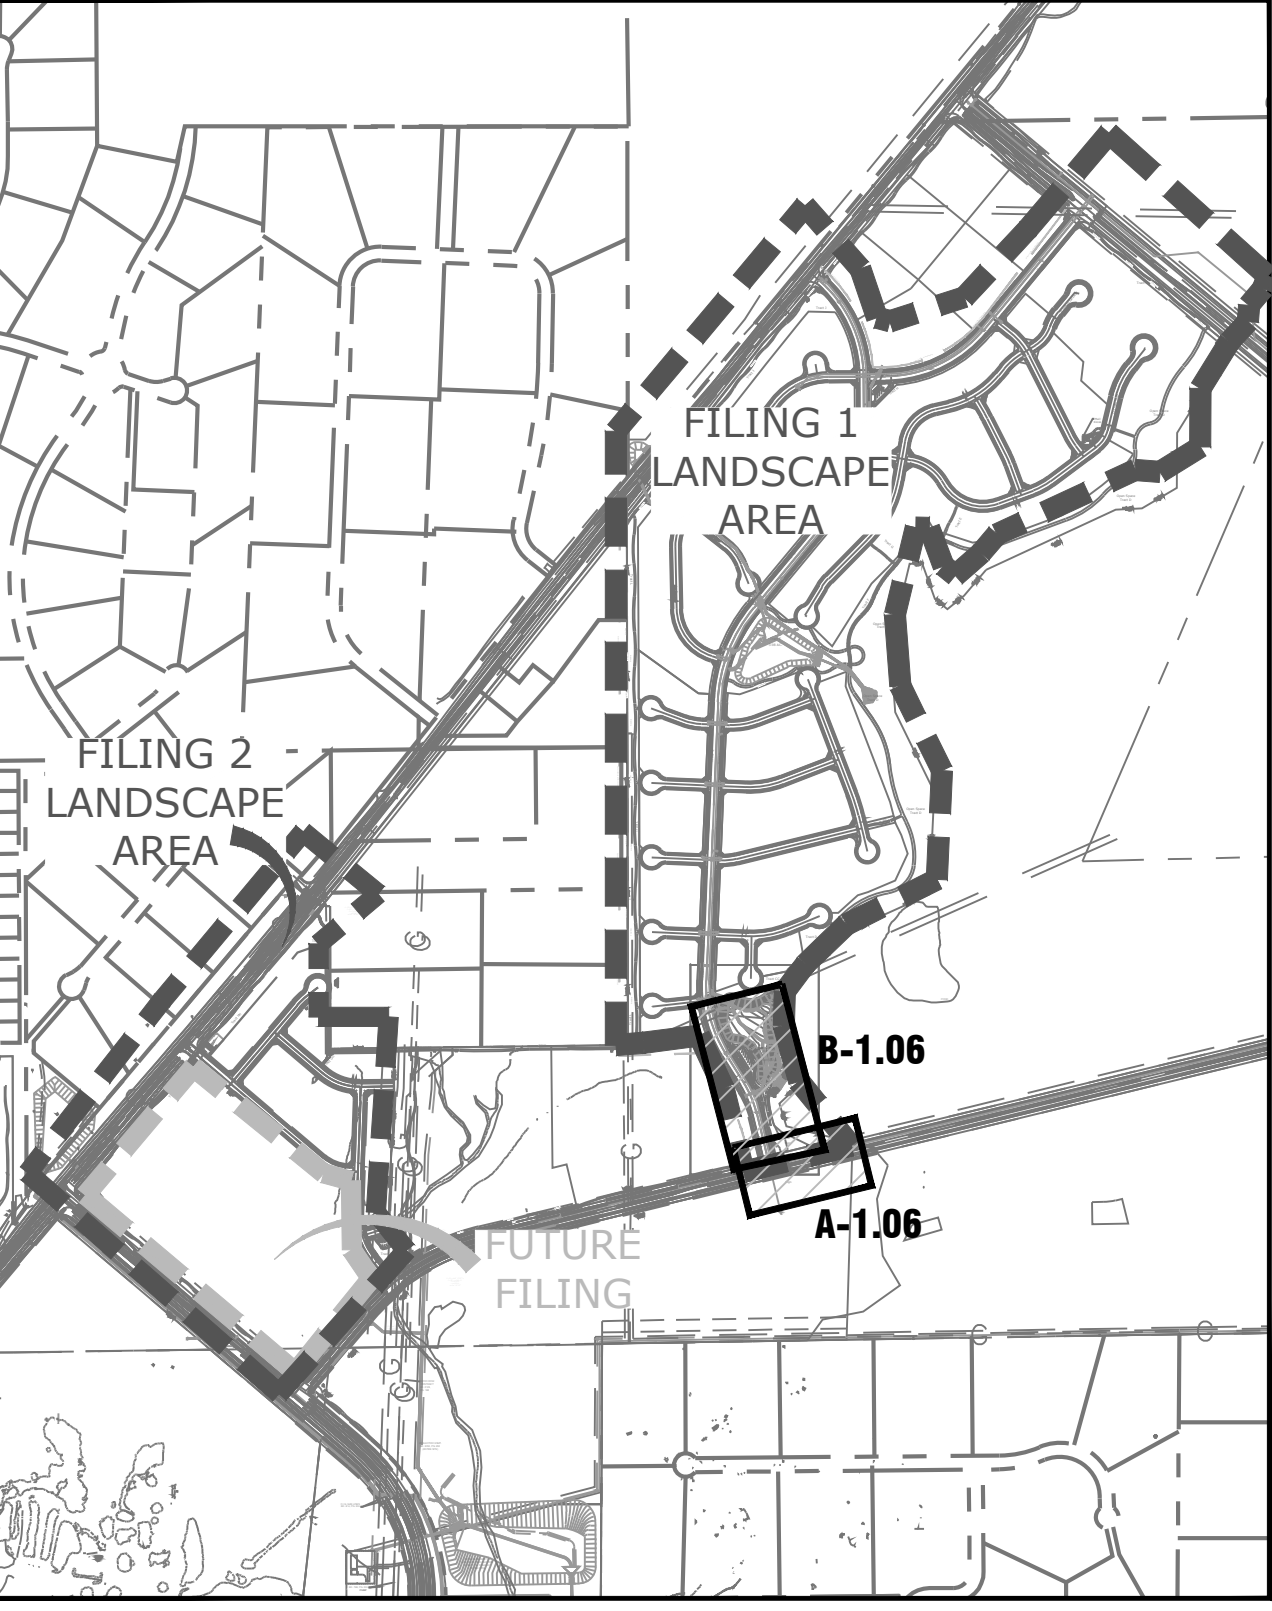 FILING 1
LANDSCAPE
AREA
FILING 2
LANDSCAPE
AREA
B-1.06
A-1.06
FUTURE
FILING